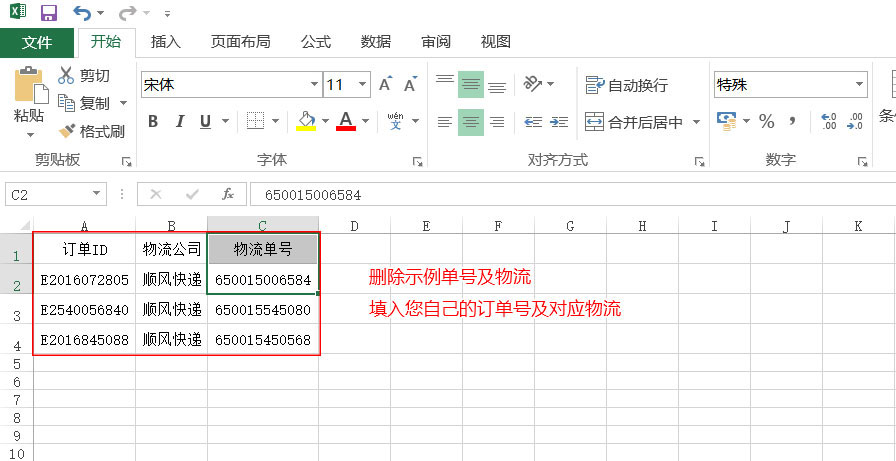 文件 开始 插入 页面布局 公式 数据 审阅 视图
剪切
复制
格式刷
粘贴
剪贴板
宋体 11 A A
B I U A wén 文
字体
自动换行
合并后居中
对齐方式
特殊
% , .0 .00 .00 .0
数字
C2 fx 650015006584
A B C D E F G H I J K
1 订单ID 物流公司 物流单号
2 E2016072805 顺风快递 650015006584 删除示例单号及物流
3 E2540056840 顺风快递 650015545080 填入您自己的订单号及对应物流
4 E2016845088 顺风快递 650015450568
5
6
7
8
9
10